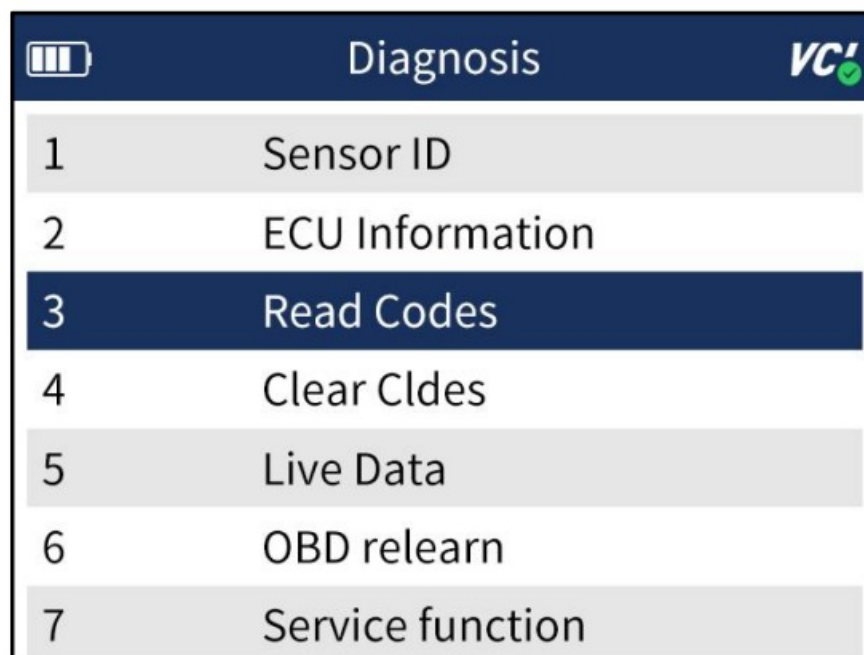 Diagnosis VCI
1 Sensor ID
2 ECU Information
3 Read Codes
4 Clear Cldes
5 Live Data
6 OBD relearn
7 Service function